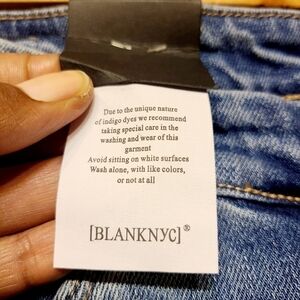 Due to the unique nature
of indigo dyes we recommend
taking special care in the
washing and wear of this
garment
Avoid sitting on white surfaces
Wash alone, with like colors,
or not at all
[BLANKNYC]®